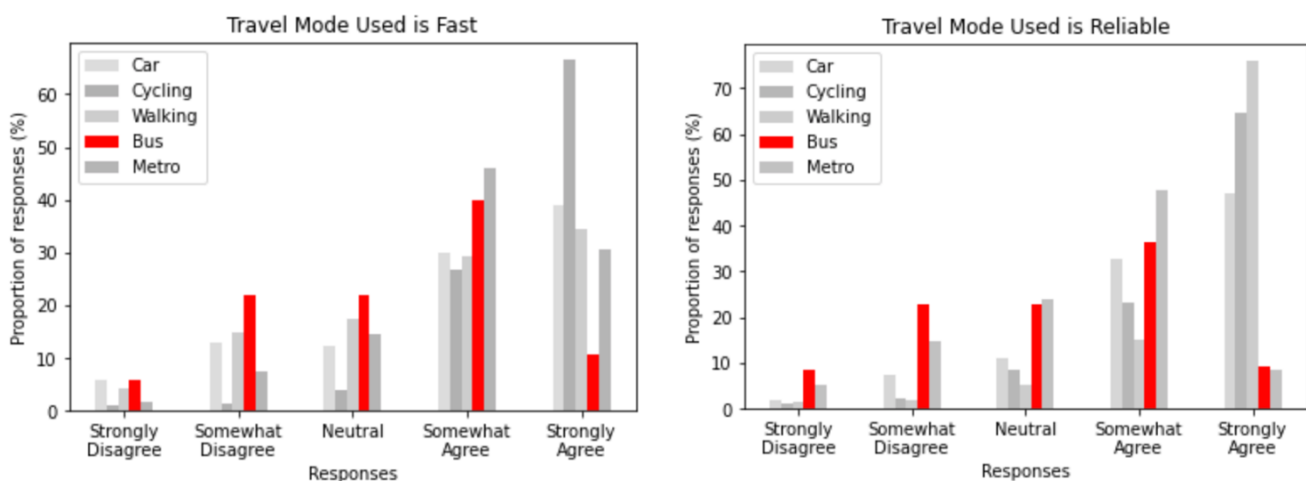 Travel Mode Used is Fast
Car
Cycling
Walking
Bus
Metro
Proportion of responses (%)
60
50
40
30
20
10
0
Strongly
Disagree
Somewhat
Disagree
Neutral
Somewhat
Agree
Strongly
Agree
Responses
Travel Mode Used is Reliable
Car
Cycling
Walking
Bus
Metro
Proportion of responses (%)
70
60
50
40
30
20
10
0
Strongly
Disagree
Somewhat
Disagree
Neutral
Somewhat
Agree
Strongly
Agree
Responses